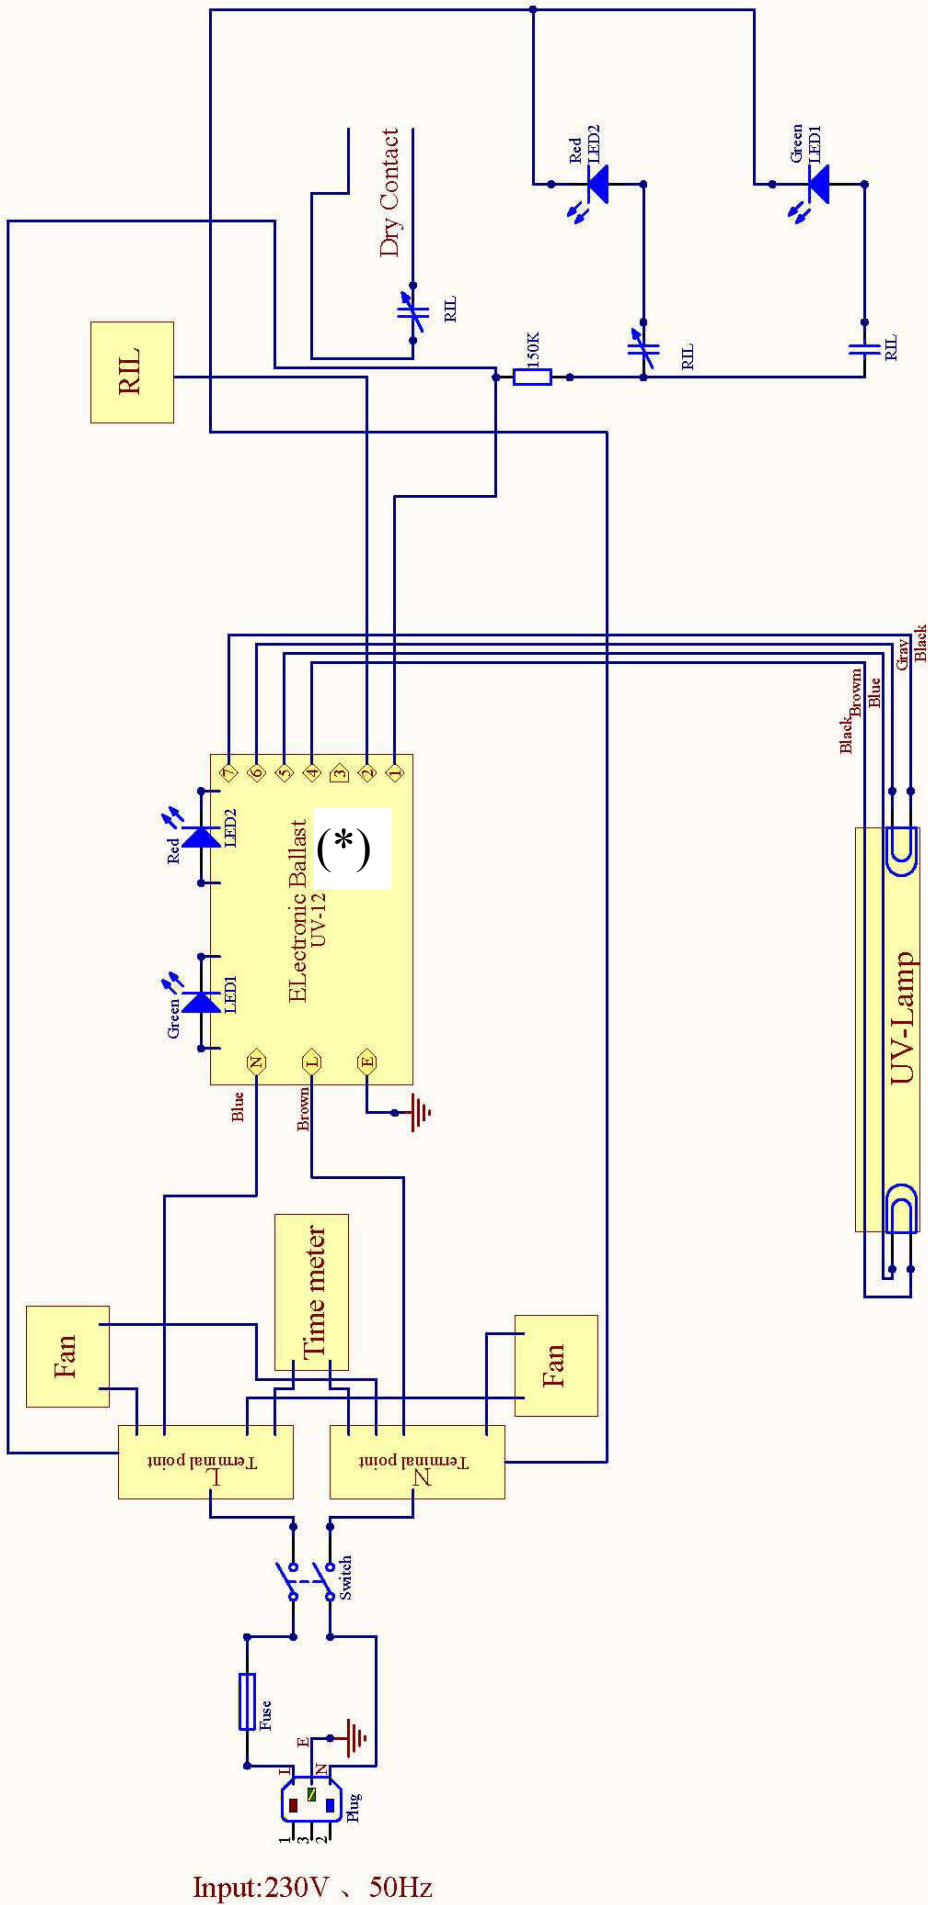 Red
LED2
Green
LED1
Dry Contact
RIL
RIL
150K
RIL
RIL
Gray
Black
Browm
Blue
Black
7
6
5
4
3
2
1
Red
LED2
Green
LED1
ELectronic Ballast
UV-12
(*)
N
L
E
Blue
Brown
UV-Lamp
Time meter
Fan
Fan
Terminal point
L
Terminal point
N
Switch
Fuse
E
L
N
Plug
1
3
2
Input:230V 、50Hz